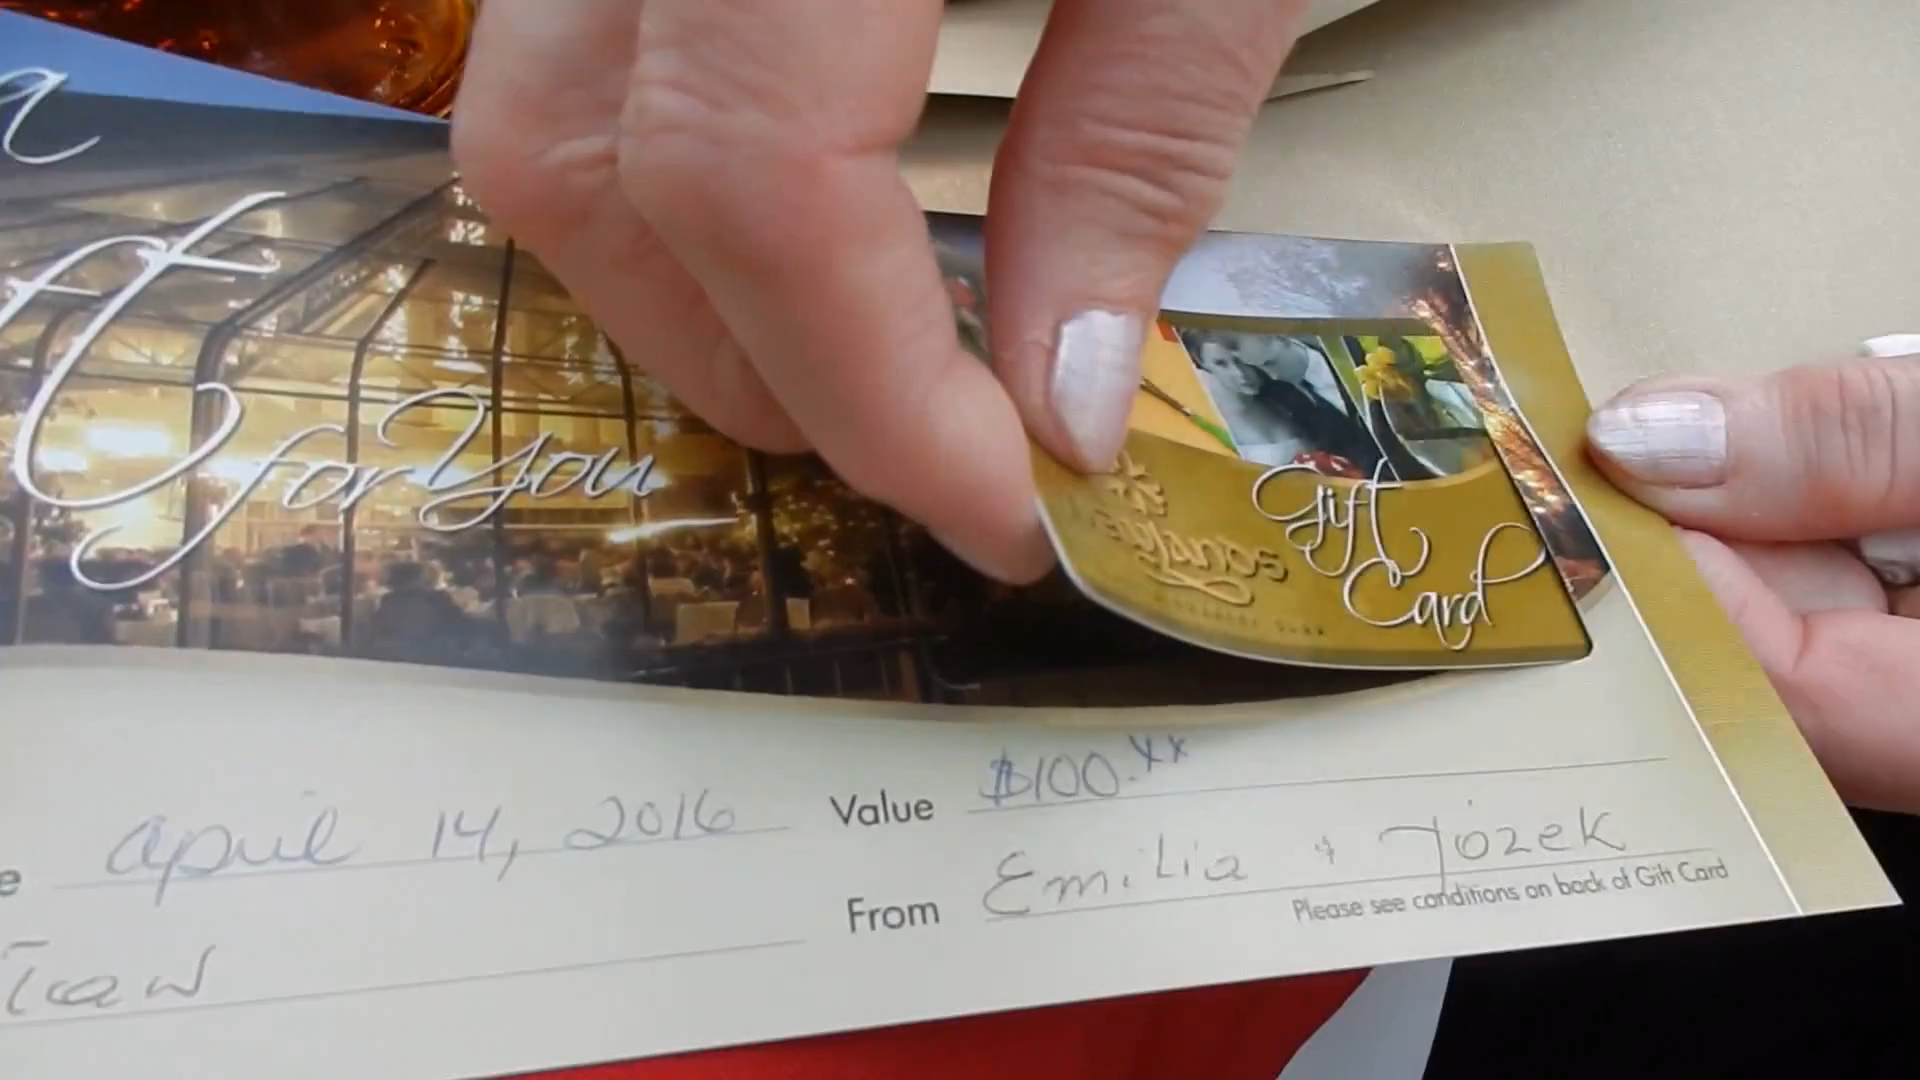 a
ft for You
Gift
Card
april 14, 2016
Value $100.xx
From Emilia & Józek
Please see conditions on back of Gift Card